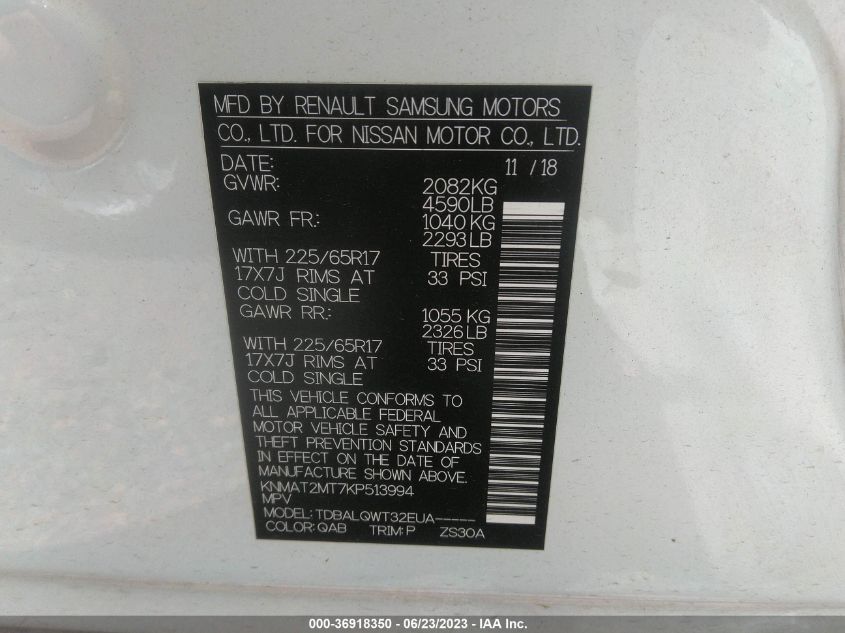 MFD BY RENAULT SAMSUNG MOTORS
CO., LTD. FOR NISSAN MOTOR CO., LTD.
DATE: 11 / 18
GVWR: 2082KG
4590LB
GAWR FR.: 1040 KG
2293LB
WITH 225/65R17 TIRES
17X7J RIMS AT 33 PSI
COLD SINGLE
GAWR RR.: 1055 KG
2326LB
WITH 225/65R17 TIRES
17X7J RIMS AT 33 PSI
COLD SINGLE
THIS VEHICLE CONFORMS TO
ALL APPLICABLE FEDERAL
MOTOR VEHICLE SAFETY AND
THEFT PREVENTION STANDARDS
IN EFFECT ON THE DATE OF
MANUFACTURE SHOWN ABOVE.
KNMAT2MT7KP513994
MPV
MODEL: TDBALQWT32EUA-----
COLOR: QAB TRIM: P ZS30A
000-36918350 - 06/23/2023 - IAA Inc.